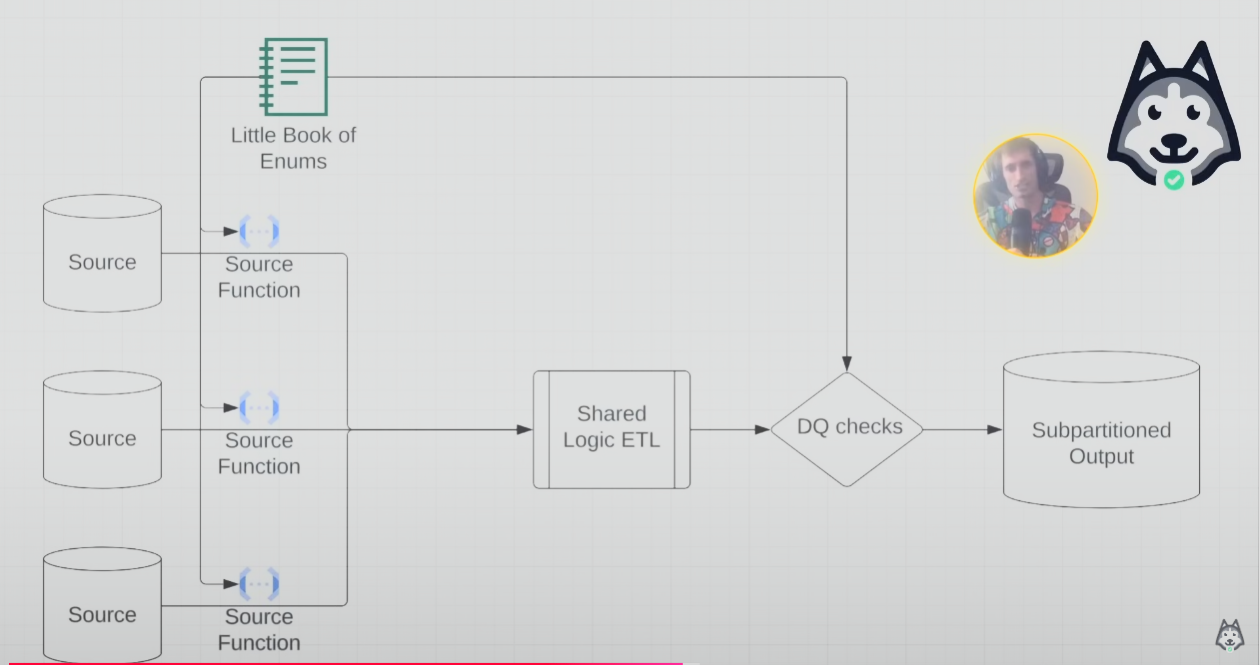 Little Book of
Enums
Source
Source
Function
Source
Source
Function
Shared
Logic ETL
DQ checks
Subpartitioned
Output
Source
Source
Function